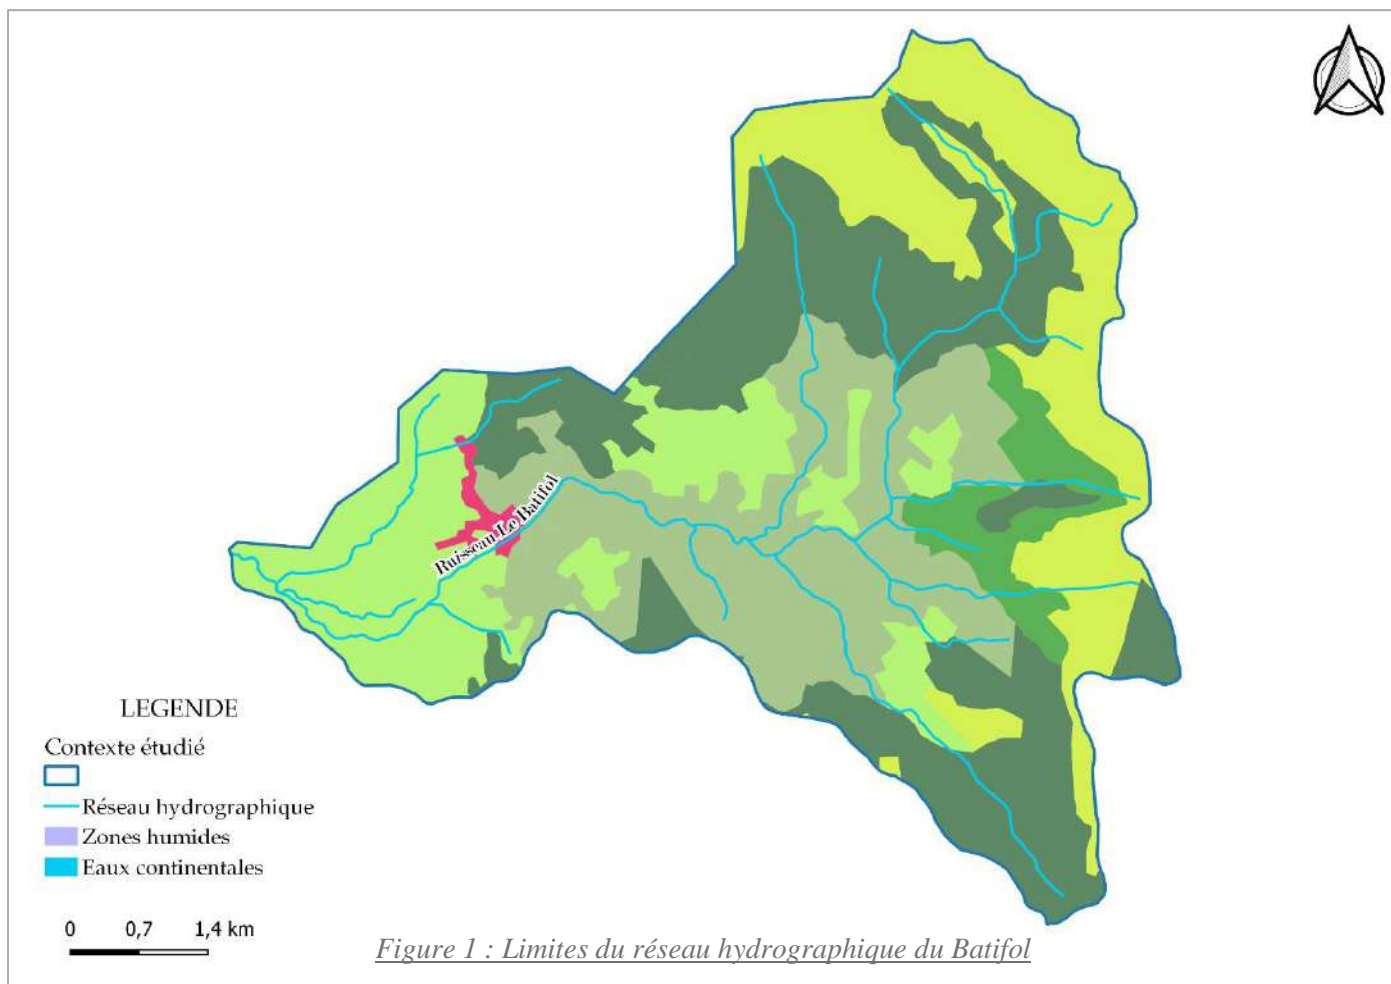 Ruisseau Le Batifol
LEGENDE
Contexte étudié
Réseau hydrographique
Zones humides
Eaux continentales
0 0,7 1,4 km
Figure 1 : Limites du réseau hydrographique du Batifol